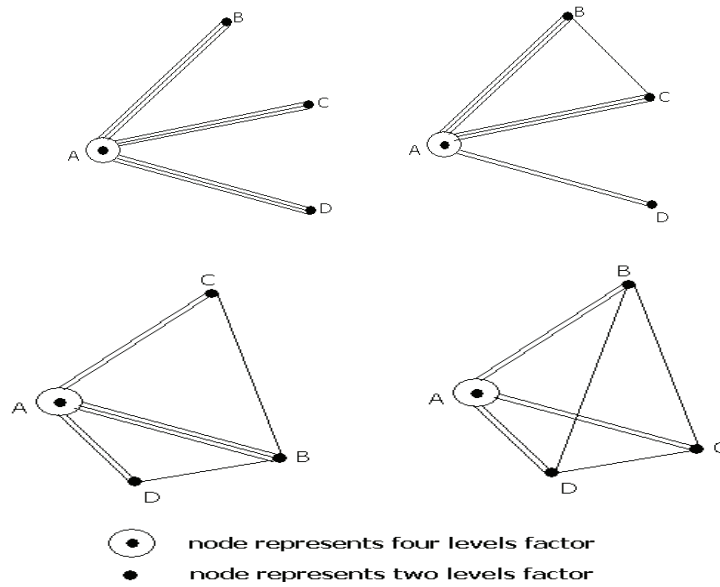 B
C
A
D
B
C
A
D
C
A
B
D
B
A
C
D
node represents four levels factor
node represents two levels factor